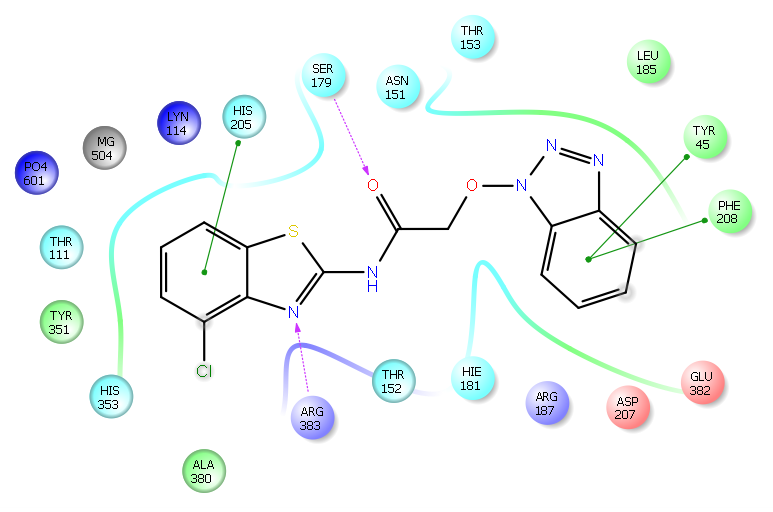 THR
153
LEU
185
SER
179
ASN
151
LYN
114
HIS
205
TYR
45
MG
504
PO4
601
N
N
O
O
N
PHE
208
S
THR
111
N
H
N
TYR
351
Cl
THR
152
HIE
181
GLU
382
HIS
353
ARG
383
ARG
187
ASP
207
ALA
380